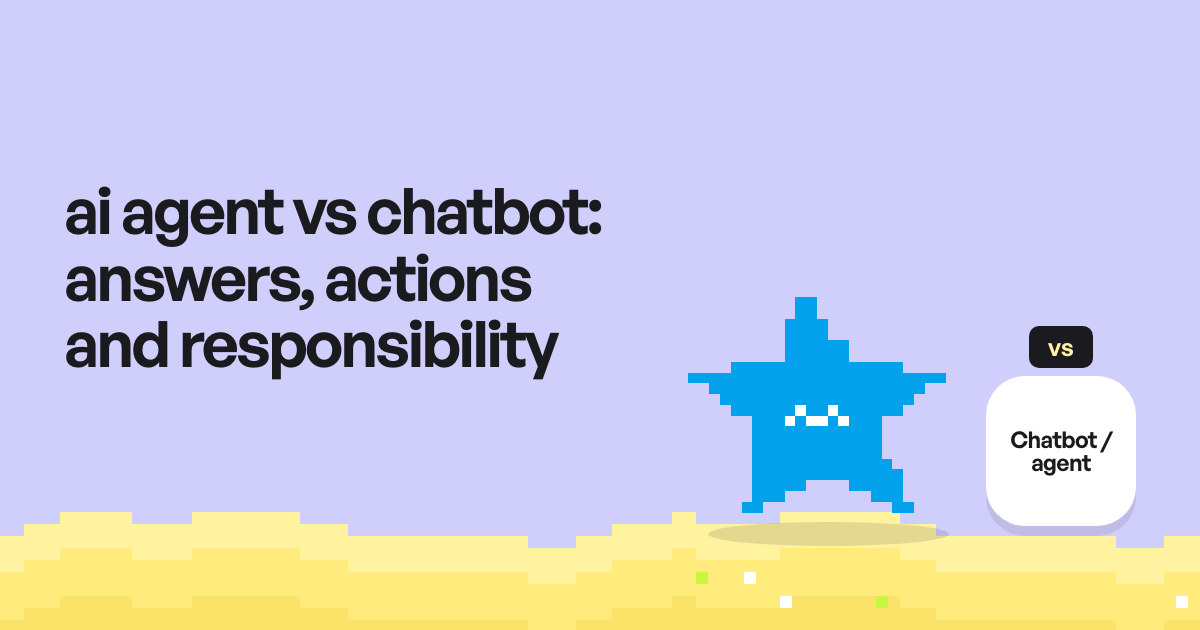 ai agent vs chatbot:
answers, actions
and responsibility
vs
Chatbot /
agent